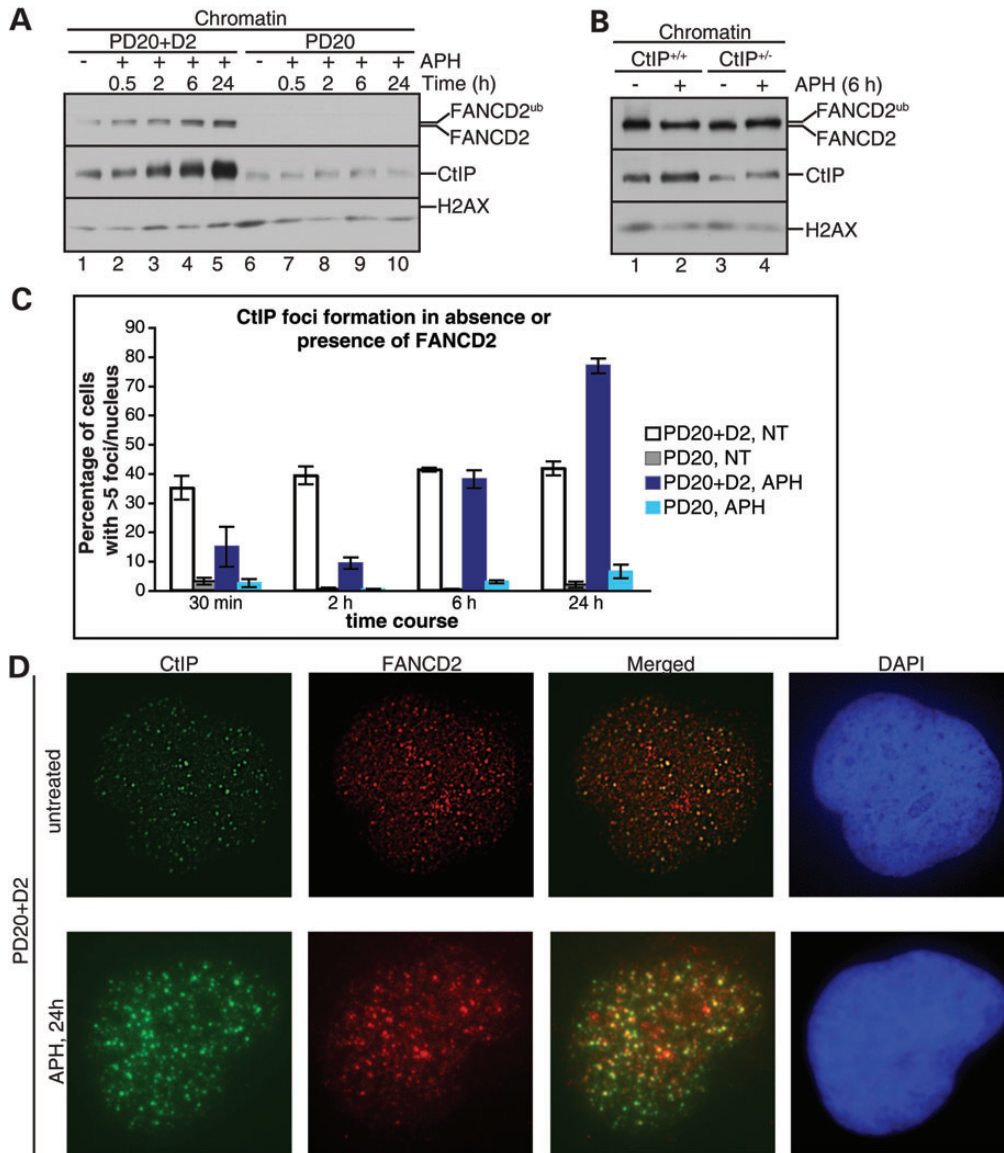 A
Chromatin
PD20+D2 PD20
- + + + + - + + + + APH
0.5 2 6 24 0.5 2 6 24 Time (h)
FANCD2ub
FANCD2
CtIP
H2AX
1 2 3 4 5 6 7 8 9 10
B
Chromatin
CtIP+/+ CtIP+/-
- + - + APH (6 h)
FANCD2ub
FANCD2
CtIP
H2AX
1 2 3 4
C
CtIP foci formation in absence or
presence of FANCD2
Percentage of cells
with >5 foci/nucleus
90
80
70
60
50
40
30
20
10
0
30 min 2 h 6 h 24 h
time course
PD20+D2, NT
PD20, NT
PD20+D2, APH
PD20, APH
D
CtIP FANCD2 Merged DAPI
PD20+D2
untreated
APH, 24h